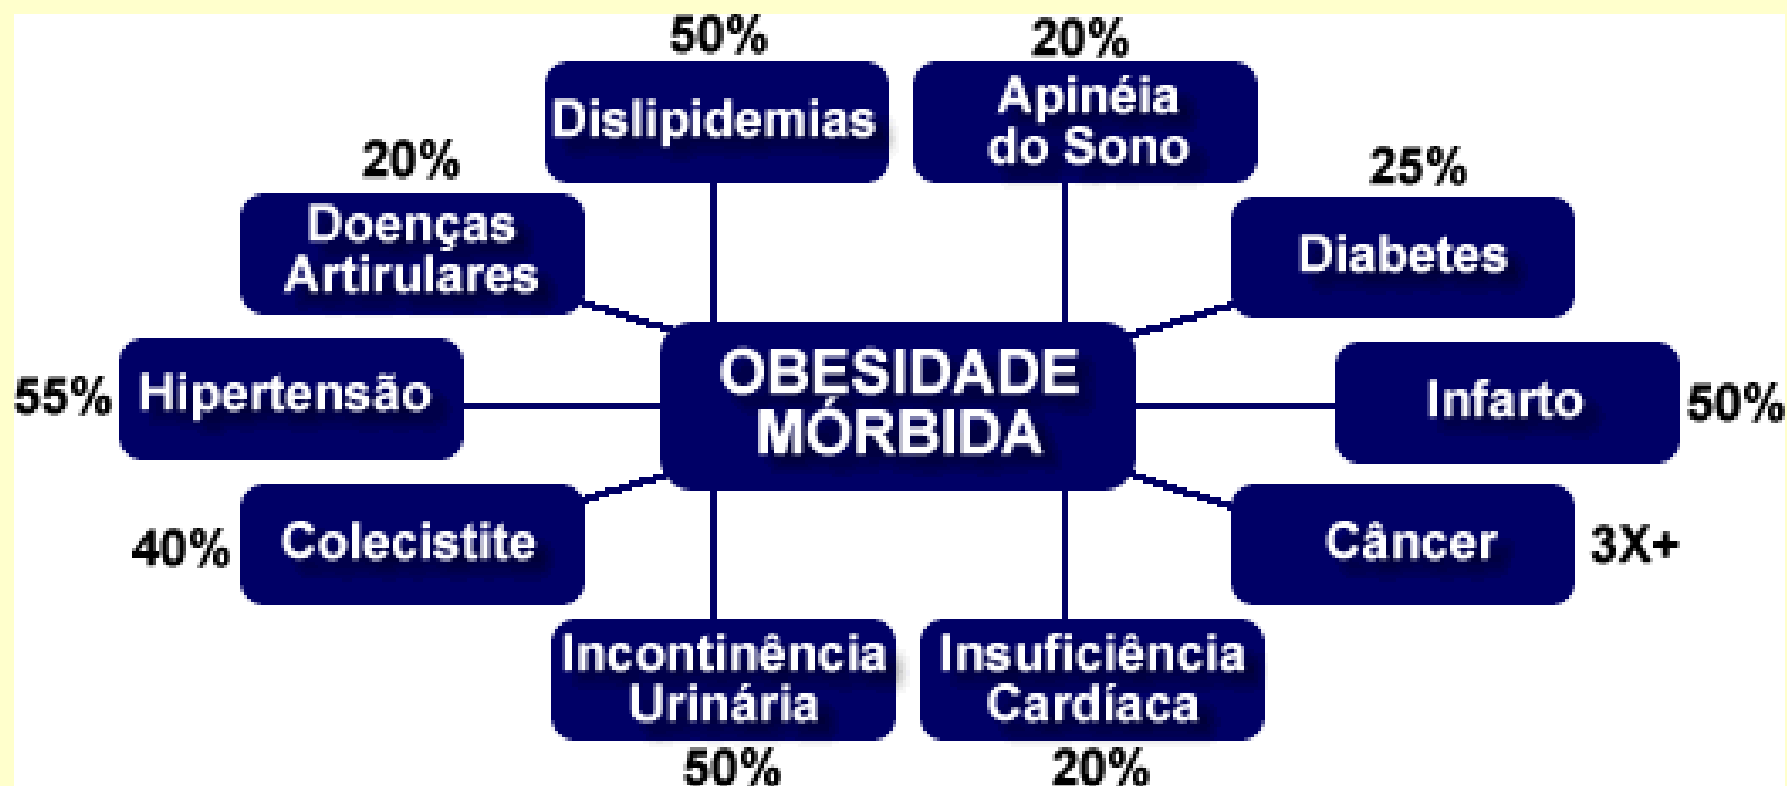 50%
Dislipidemias
20%
Apinéia
do Sono
20%
Doenças
Artirulares
25%
Diabetes
55%
Hipertensão
OBESIDADE
MÓRBIDA
Infarto
50%
40%
Colecistite
Câncer
3X+
Incontinência
Urinária
50%
Insuficiência
Cardíaca
20%